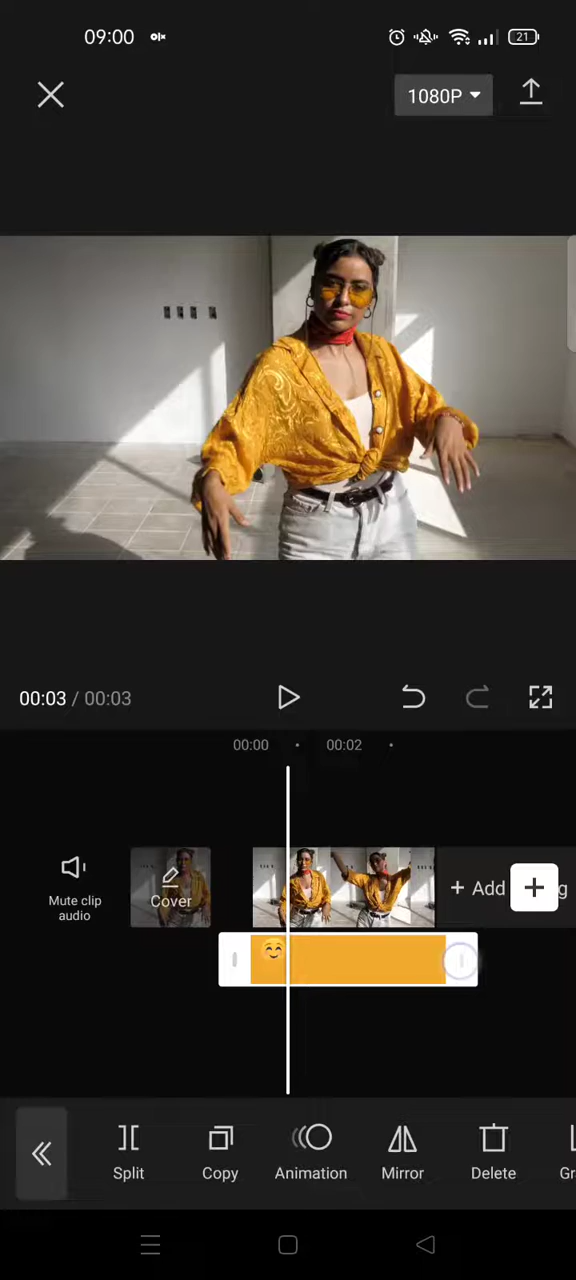 09:00
21
1080P
00:03 / 00:03
00:00
00:02
Mute clip audio
Cover
+ Add
g
Split
Copy
Animation
Mirror
Delete
Gr